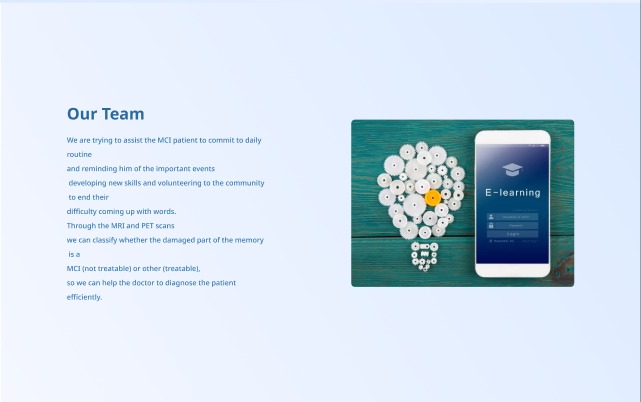 Our Team
We are trying to assist the MCI patient to commit to daily
routine
and reminding him of the important events
developing new skills and volunteering to the community
to end their
difficulty coming up with words.
Through the MRI and PET scans
we can classify whether the damaged part of the memory
is a
MCI (not treatable) or other (treatable),
so we can help the doctor to diagnose the patient
efficiently.
E-learning
Login